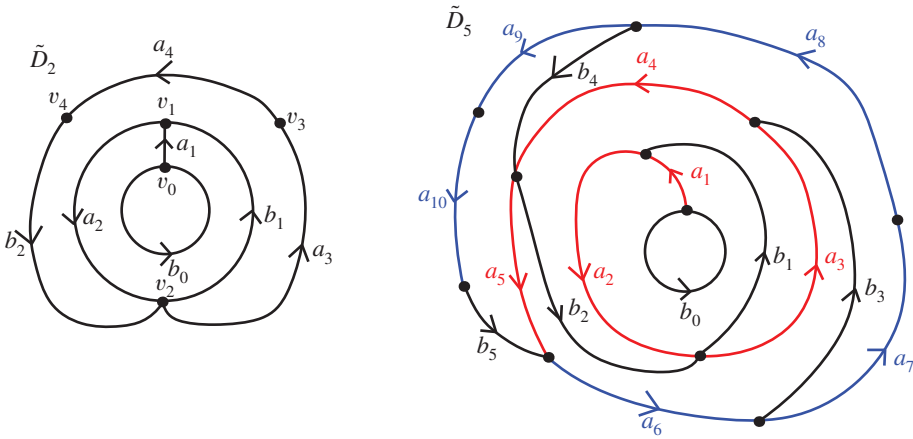 D̃₂
a₄
v₄
v₁
v₃
a₁
v₀
a₂
b₁
b₂
b₀
a₃
v₂
D̃₅
a₉
a₈
b₄
a₄
a₁
a₁₀
b₁
a₅
a₂
a₃
b₂
b₀
b₃
b₅
a₇
a₆